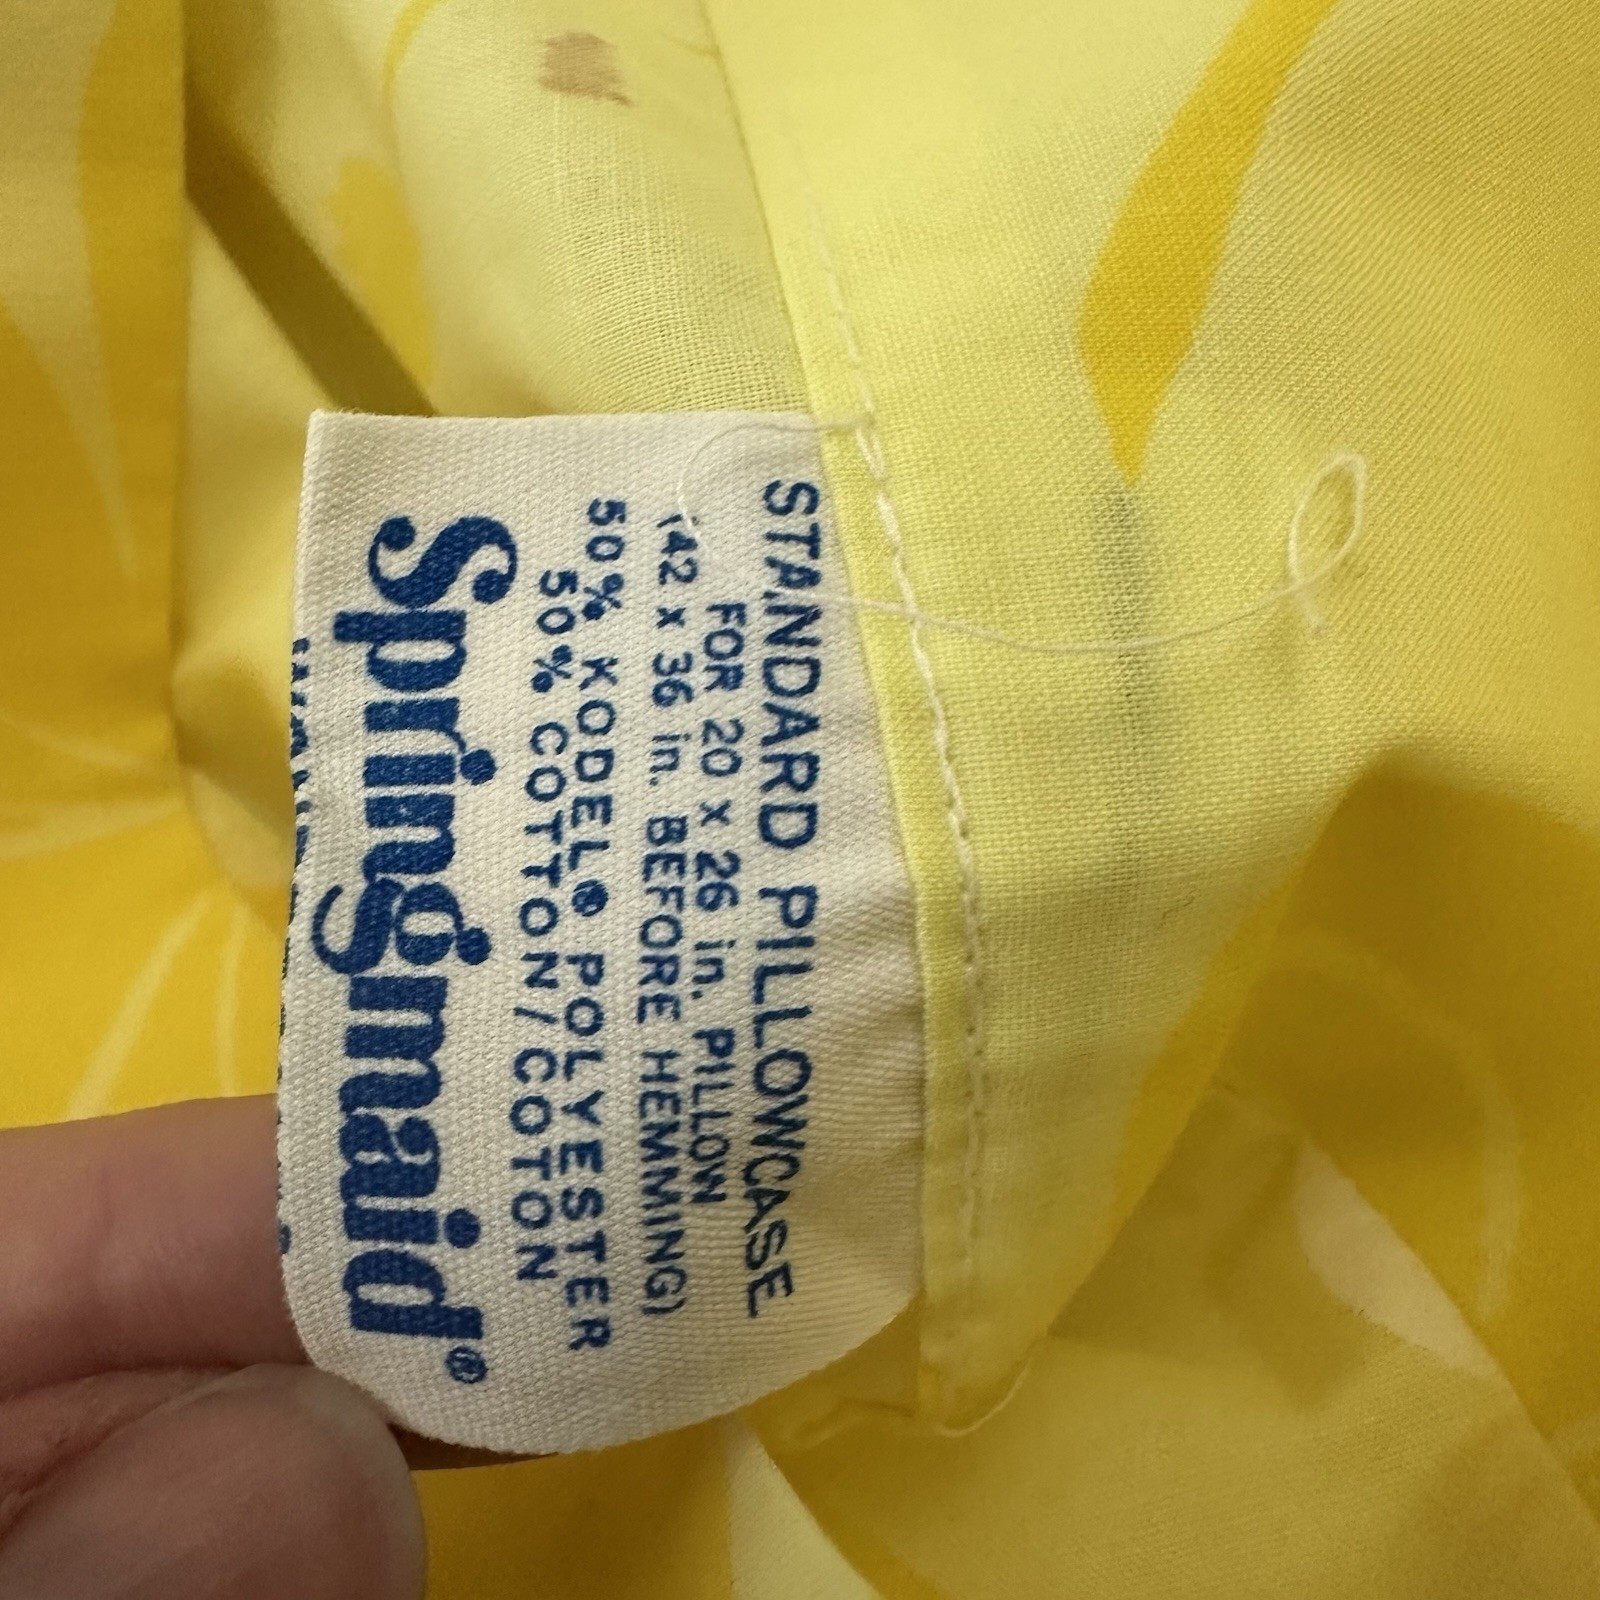 STANDARD PILLOWCASE
FOR 20 x 26 in. PILLOW
(42 x 36 in. BEFORE HEMMING)
50% KODEL® POLYESTER
50% COTTON/COTON
Springmaid®